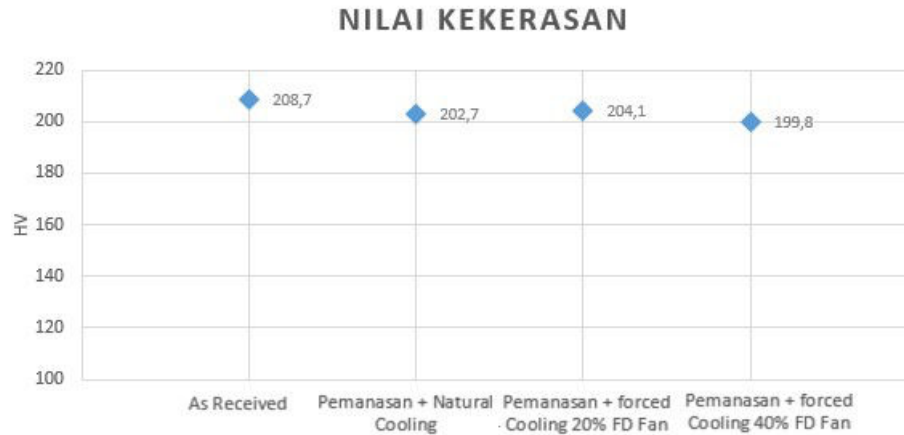 NILAI KEKERASAN
220
200
180
160
140
120
100
HV
208,7
202,7
204,1
199,8
As Received
Pemanasan + Natural
Cooling
Pemanasan + forced
Cooling 20% FD Fan
Pemanasan + forced
Cooling 40% FD Fan